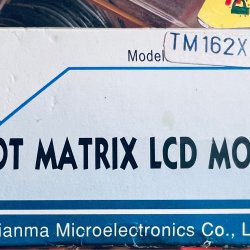 Model
TM162X
OT MATRIX LCD MO
ianma Microelectronics Co., L